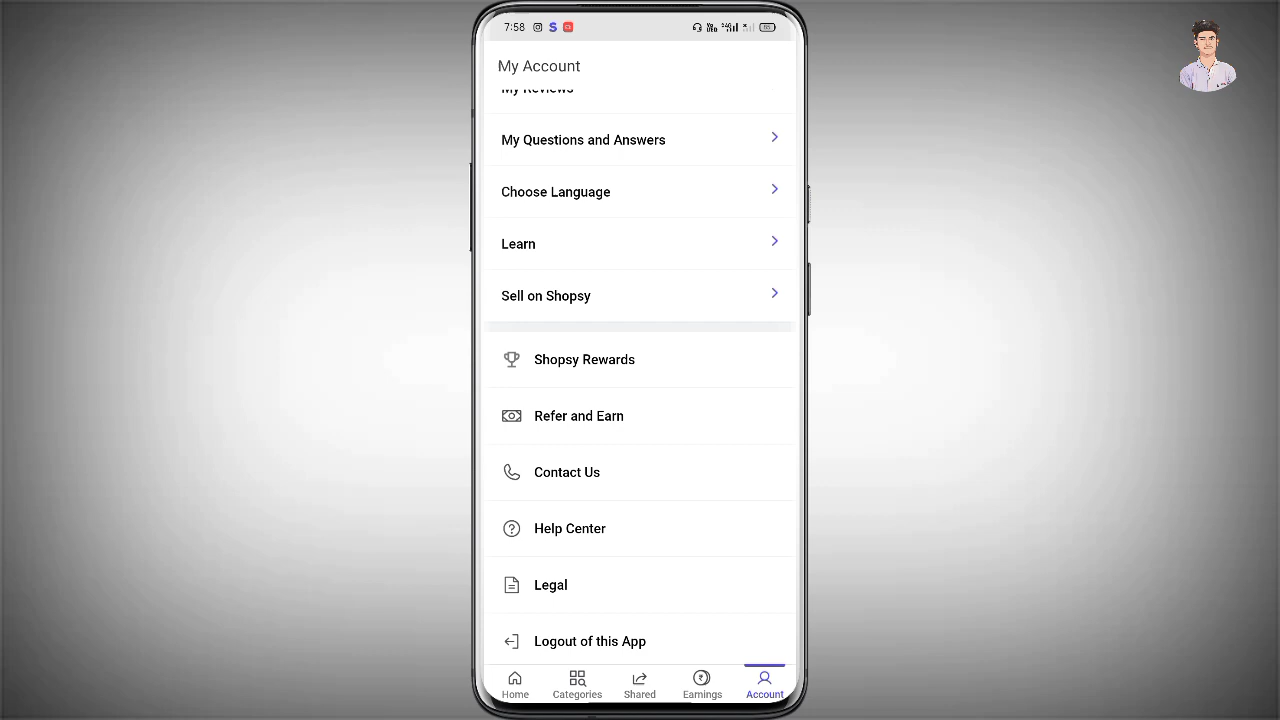 7:58
My Account
My Reviews
My Questions and Answers
Choose Language
Learn
Sell on Shopsy
Shopsy Rewards
Refer and Earn
Contact Us
Help Center
Legal
Logout of this App
Home
Categories
Shared
Earnings
Account